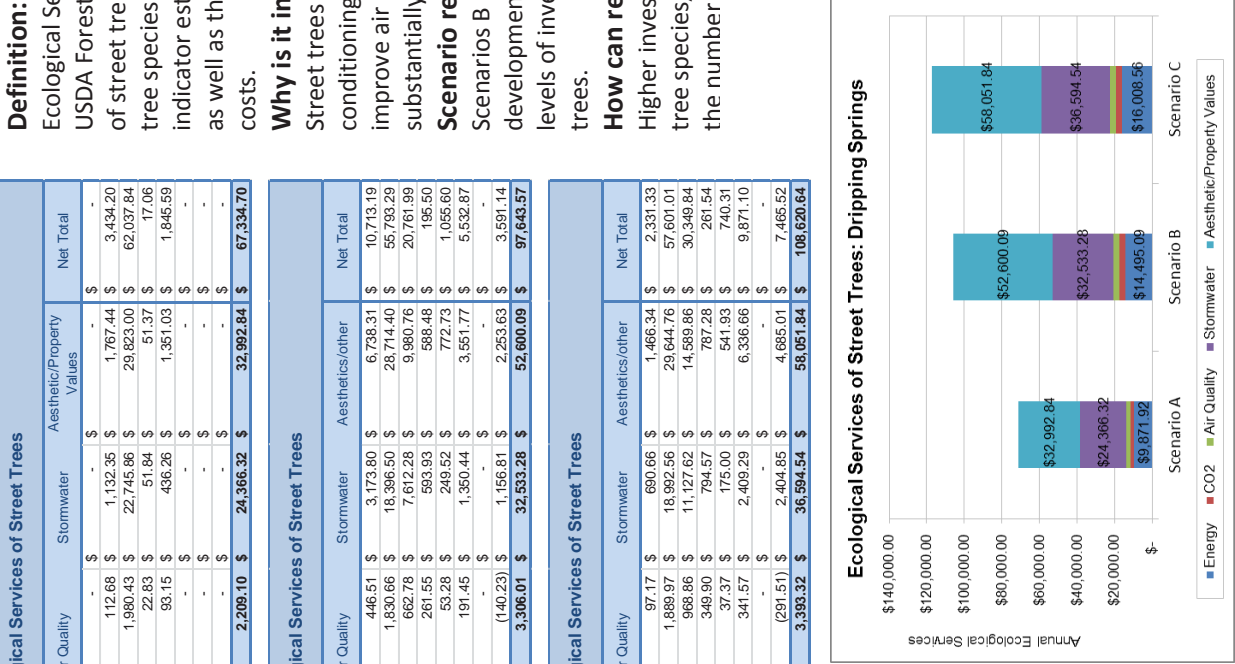 Definition:
Ecological Se
USDA Forest
of street tre
tree species
indicator est
as well as th
costs.
Why is it im
Street trees
conditioning
improve air
substantially
Scenario re
Scenarios B
developmen
levels of inve
trees.
How can re
Higher inves
tree species,
the number
gical Services of Street Trees
r Quality Stormwater Aesthetic/Property Values Net Total
- $ - $ - $ -
112.68 1,132.35 1,767.44 3,434.20
1,980.43 22,745.86 29,823.00 62,037.84
22.83 51.84 51.37 17.06
93.15 436.26 1,351.03 1,845.59
- $ - $ - $ -
- $ - $ - $ -
- $ - $ - $ -
2,209.10 $ 24,366.32 $ 32,992.84 $ 67,334.70
gical Services of Street Trees
r Quality Stormwater Aesthetics/other Net Total
446.51 $ 3,173.80 $ 6,738.31 $ 10,713.19
1,830.66 $ 18,396.50 $ 28,714.40 $ 55,793.29
662.78 $ 7,612.28 $ 9,980.76 $ 20,761.99
261.55 $ 593.93 $ 588.48 $ 195.50
53.28 $ 249.52 $ 772.73 $ 1,055.60
191.45 $ 1,350.44 $ 3,551.77 $ 5,532.87
- $ - $ - $ -
(140.23) $ 1,156.81 $ 2,253.63 $ 3,591.14
3,306.01 $ 32,533.28 $ 52,600.09 $ 97,643.57
gical Services of Street Trees
r Quality Stormwater Aesthetics/other Net Total
97.17 $ 690.66 $ 1,466.34 $ 2,331.33
1,889.97 $ 18,992.56 $ 29,644.76 $ 57,601.01
968.86 $ 11,127.62 $ 14,589.86 $ 30,349.84
349.90 $ 794.57 $ 787.28 $ 261.54
37.37 $ 175.00 $ 541.93 $ 740.31
341.57 $ 2,409.29 $ 6,336.66 $ 9,871.10
- $ - $ - $ -
(291.51) $ 2,404.85 $ 4,685.01 $ 7,465.52
3,393.32 $ 36,594.54 $ 58,051.84 $ 108,620.64
Ecological Services of Street Trees: Dripping Springs
Annual Ecological Services
$140,000.00
$120,000.00
$100,000.00
$80,000.00
$60,000.00
$40,000.00
$20,000.00
$-
$32,992.84
$24,366.32
$9,871.92
$52,600.09
$32,533.28
$14,495.09
$58,051.84
$36,594.54
$16,008.56
Scenario A Scenario B Scenario C
Energy CO2 Air Quality Stormwater Aesthetic/Property Values